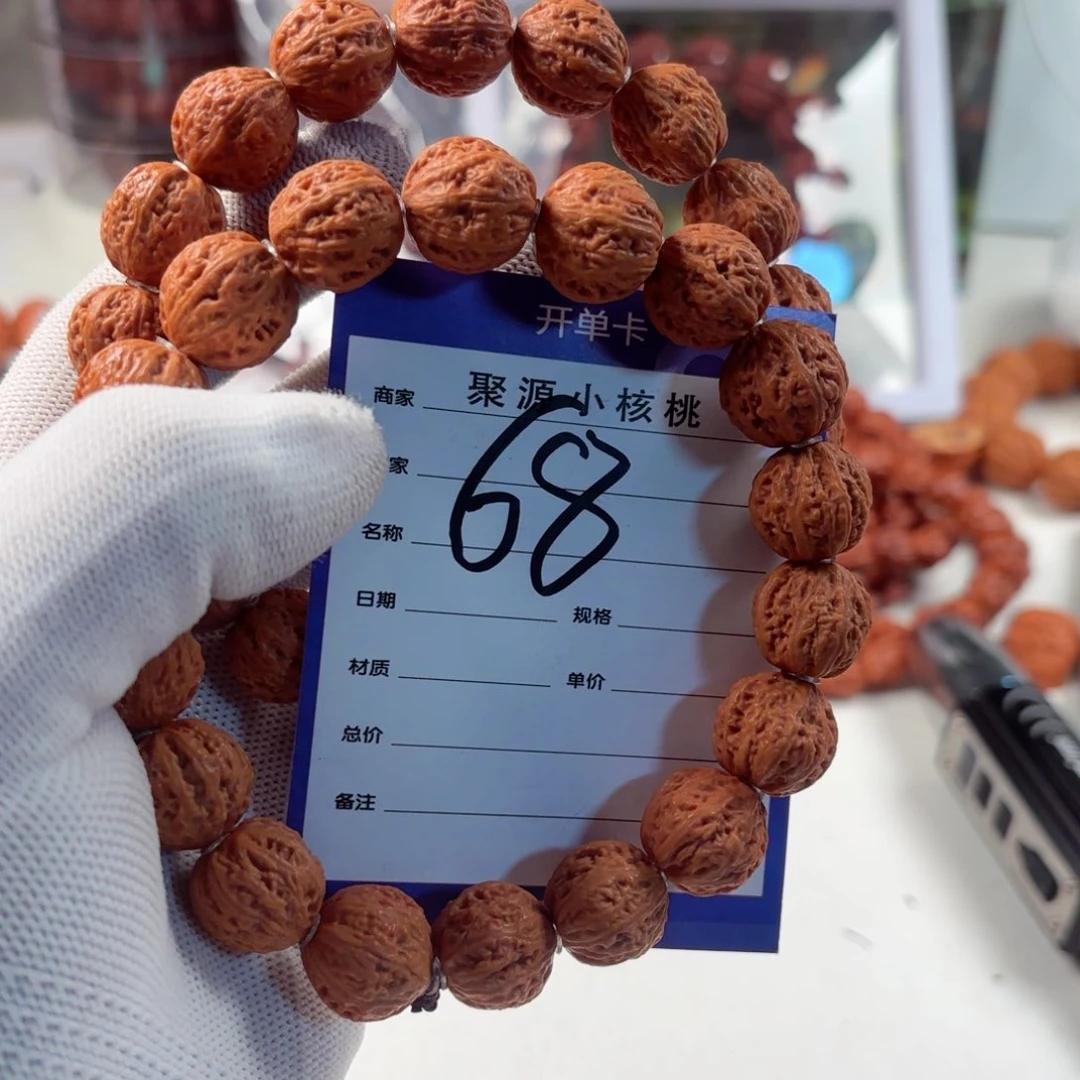 开单卡
商家 聚源小核桃
家
68
名称
日期 规格
材质 单价
总价
备注